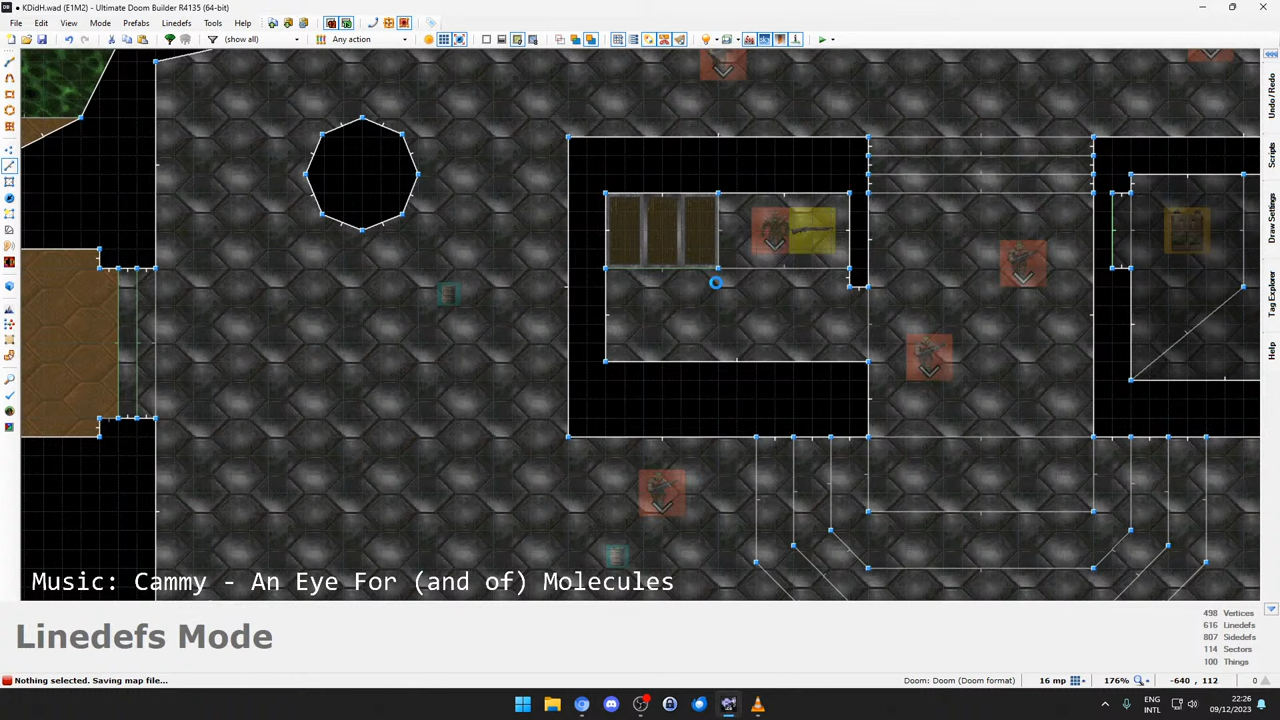 KDidH.wad (E1M2) - Ultimate Doom Builder R4135 (64-bit)
File Edit View Mode Prefabs Linedefs Tools Help
(show all) Any action
Undo / Redo
Scripts
Draw Settings
Tag Explorer
Help
Music: Cammy - An Eye For (and of) Molecules
Linedefs Mode
498 Vertices
616 Linedefs
807 Sidedefs
114 Sectors
100 Things
Nothing selected. Saving map file...
Doom: Doom (Doom format) 16 mp 176% -640 , 112 0
ENG
INTL
22:26
09/12/2023